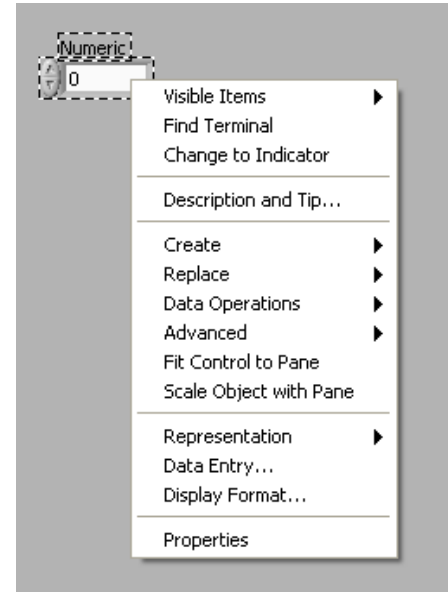 Numeric
0
Visible Items
Find Terminal
Change to Indicator
Description and Tip...
Create
Replace
Data Operations
Advanced
Fit Control to Pane
Scale Object with Pane
Representation
Data Entry...
Display Format...
Properties